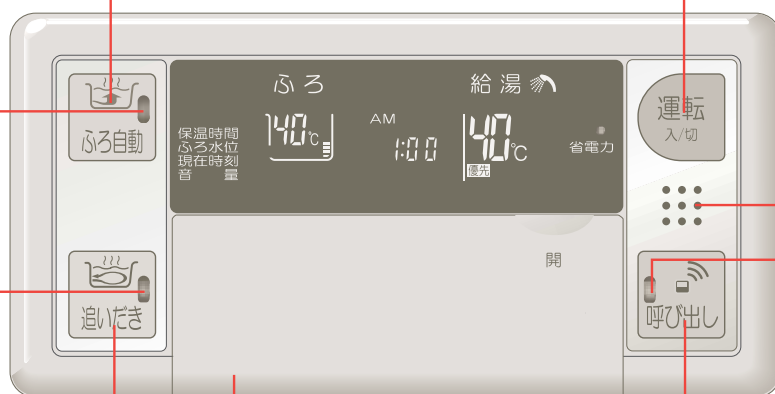 ふろ 給湯
AM
40℃ 1:00 40℃
優先
省電力
保温時間
ふろ水位
現在時刻
音量
ふろ自動
追いだき
開
運転
入/切
呼び出し